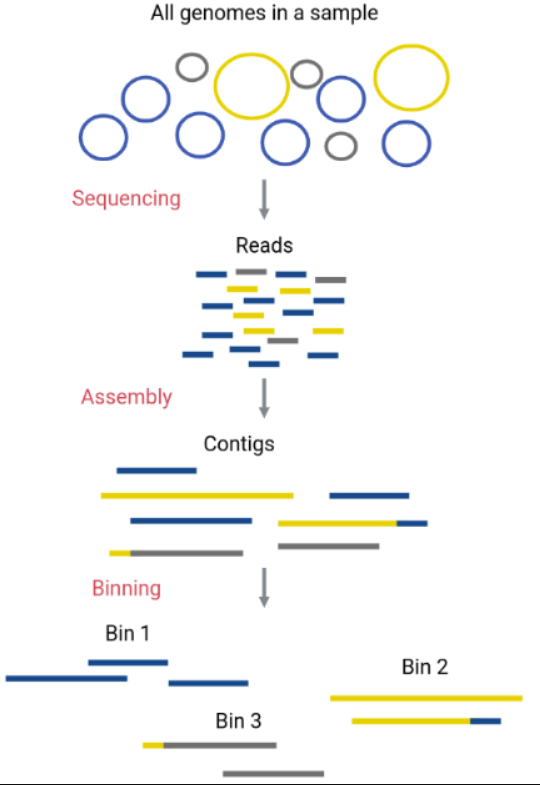 All genomes in a sample
Sequencing
Reads
Assembly
Contigs
Binning
Bin 1
Bin 2
Bin 3